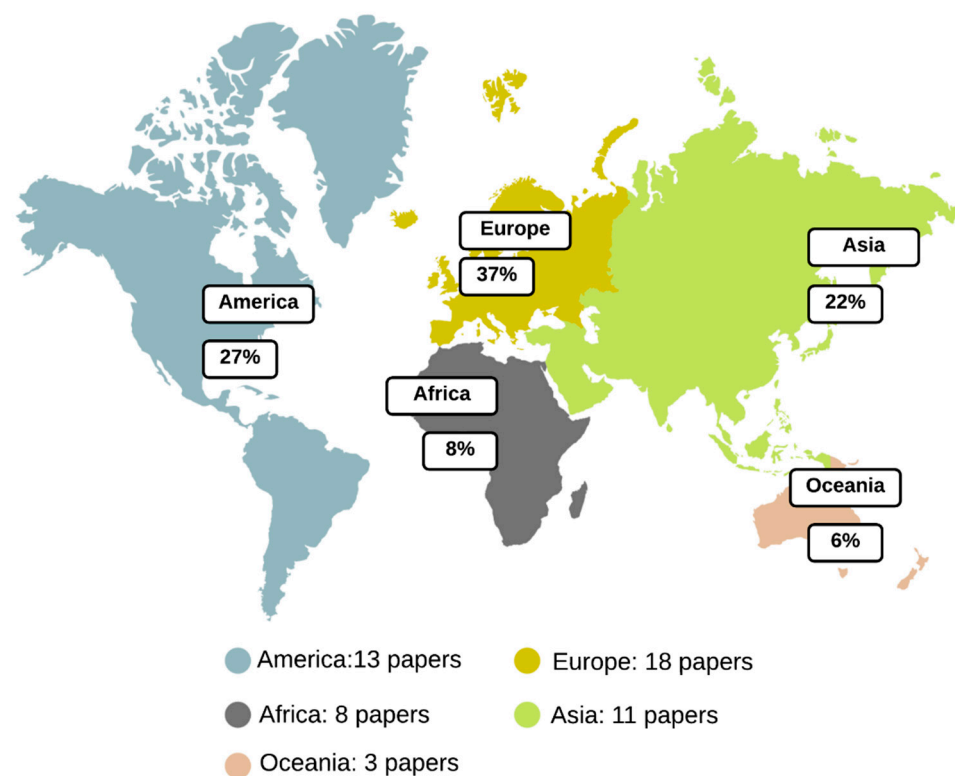 Europe
37%
Asia
22%
America
27%
Africa
8%
Oceania
6%
America:13 papers
Europe: 18 papers
Africa: 8 papers
Asia: 11 papers
Oceania: 3 papers